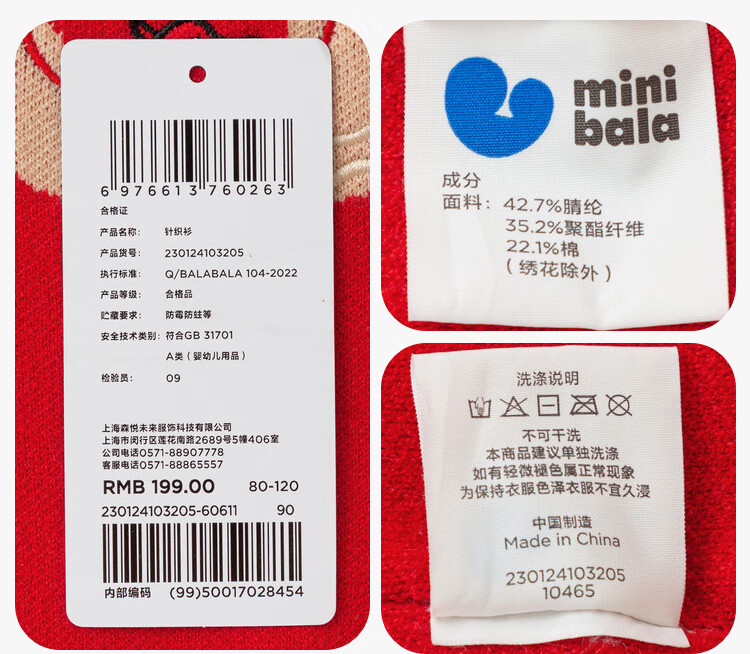 6 976613 760263
合格证
产品名称: 针织衫
产品货号: 230124103205
执行标准: Q/BALABALA 104-2022
产品等级: 合格品
贮藏要求: 防霉防蛀等
安全技术类别: 符合GB 31701
A类（婴幼儿用品）
检验员: 09
上海森悦未来服饰科技有限公司
上海市闵行区莲花南路2689号5幢406室
公司电话0571-88907778
客服电话0571-88865557
RMB 199.00 80-120
230124103205-60611 90
内部编码 (99)50017028454
mini
bala
成分
面料: 42.7%腈纶
35.2%聚酯纤维
22.1%棉
（绣花除外）
洗涤说明
不可干洗
本商品建议单独洗涤
如有轻微褪色属正常现象
为保持衣服色泽衣服不宜久浸
中国制造
Made in China
230124103205
10465